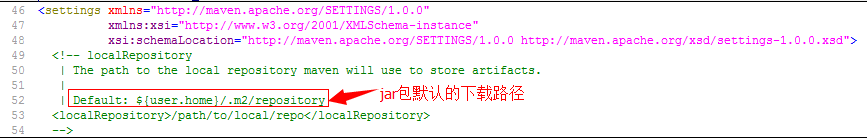 46 <settings xmlns="http://maven.apache.org/SETTINGS/1.0.0"
47 xmlns:xsi="http://www.w3.org/2001/XMLSchema-instance"
48 xsi:schemaLocation="http://maven.apache.org/SETTINGS/1.0.0 http://maven.apache.org/xsd/settings-1.0.0.xsd">
49 <!-- localRepository
50 | The path to the local repository maven will use to store artifacts.
51 |
52 | Default: ${user.home}/.m2/repository jar包默认的下载路径
53 <localRepository>/path/to/local/repo</localRepository>
54 -->